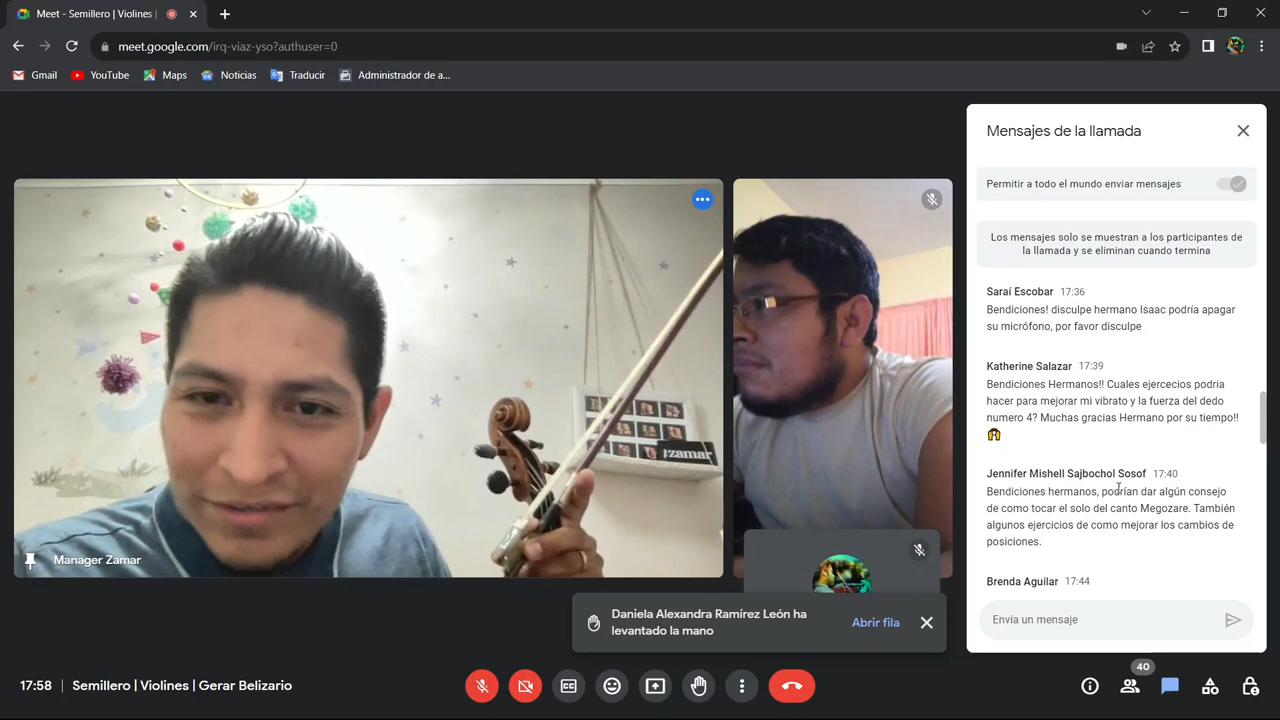 Meet - Semillero | Violines |
meet.google.com/irq-viaz-yso?authuser=0
Gmail
YouTube
Maps
Noticias
Traducir
Administrador de a...
Mensajes de la llamada
Permitir a todo el mundo enviar mensajes
Los mensajes solo se muestran a los participantes de
la llamada y se eliminan cuando termina
Saraí Escobar 17:36
Bendiciones! disculpe hermano Isaac podría apagar
su micrófono, por favor disculpe
Katherine Salazar 17:39
Bendiciones Hermanos!! Cuales ejercecios podria
hacer para mejorar mi vibrato y la fuerza del dedo
numero 4? Muchas gracias Hermano por su tiempo!!
Jennifer Mishell Sajbochol Sosof 17:40
Bendiciones hermanos, podrían dar algún consejo
de como tocar el solo del canto Megozare. También
algunos ejercicios de como mejorar los cambios de
posiciones.
Brenda Aguilar 17:44
Envía un mensaje
zamar
Manager Zamar
Daniela Alexandra Ramírez León ha
levantado la mano
Abrir fila
17:58 | Semillero | Violines | Gerar Belizario
40